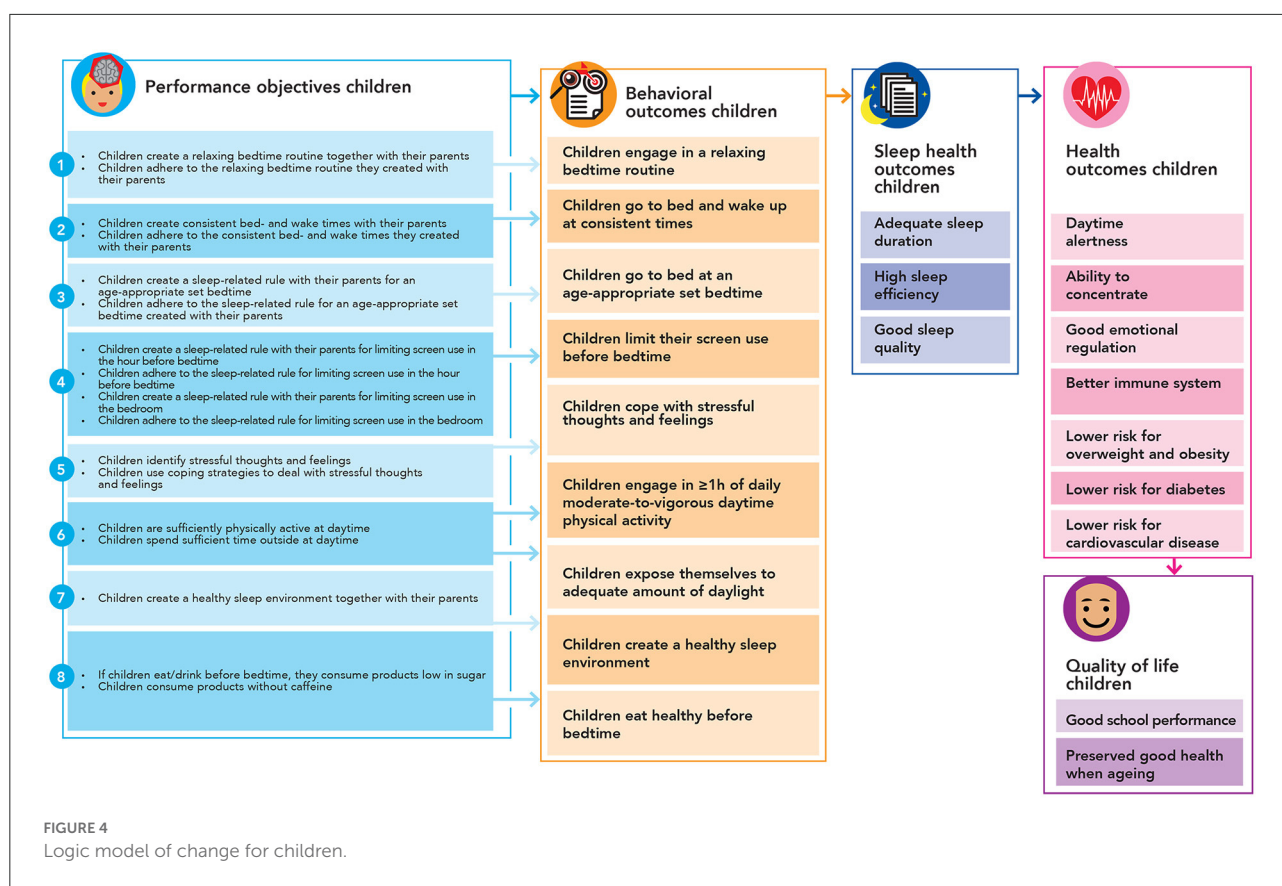 Performance objectives children
1
• Children create a relaxing bedtime routine together with their parents
• Children adhere to the relaxing bedtime routine they created with
their parents
2
• Children create consistent bed- and wake times with their parents
• Children adhere to the consistent bed- and wake times they created
with their parents
3
• Children create a sleep-related rule with their parents for an
age-appropriate set bedtime
• Children adhere to the sleep-related rule for an age-appropriate set
bedtime created with their parents
4
• Children create a sleep-related rule with their parents for limiting screen use in
the hour before bedtime
• Children adhere to the sleep-related rule for limiting screen use in the hour
before bedtime
• Children create a sleep-related rule with their parents for limiting screen use in
the bedroom
• Children adhere to the sleep-related rule for limiting screen use in the bedroom
5
• Children identify stressful thoughts and feelings
• Children use coping strategies to deal with stressful thoughts
and feelings
6
• Children are sufficiently physically active at daytime
• Children spend sufficient time outside at daytime
7
• Children create a healthy sleep environment together with their parents
8
• If children eat/drink before bedtime, they consume products low in sugar
• Children consume products without caffeine
Behavioral
outcomes children
Children engage in a relaxing
bedtime routine
Children go to bed and wake up
at consistent times
Children go to bed at an
age-appropriate set bedtime
Children limit their screen use
before bedtime
Children cope with stressful
thoughts and feelings
Children engage in ≥1h of daily
moderate-to-vigorous daytime
physical activity
Children expose themselves to
adequate amount of daylight
Children create a healthy sleep
environment
Children eat healthy before
bedtime
Sleep health
outcomes
children
Adequate sleep
duration
High sleep
efficiency
Good sleep
quality
Health
outcomes children
Daytime
alertness
Ability to
concentrate
Good emotional
regulation
Better immune system
Lower risk for
overweight and obesity
Lower risk for diabetes
Lower risk for
cardiovascular disease
Quality of life
children
Good school performance
Preserved good health
when ageing
FIGURE 4
Logic model of change for children.